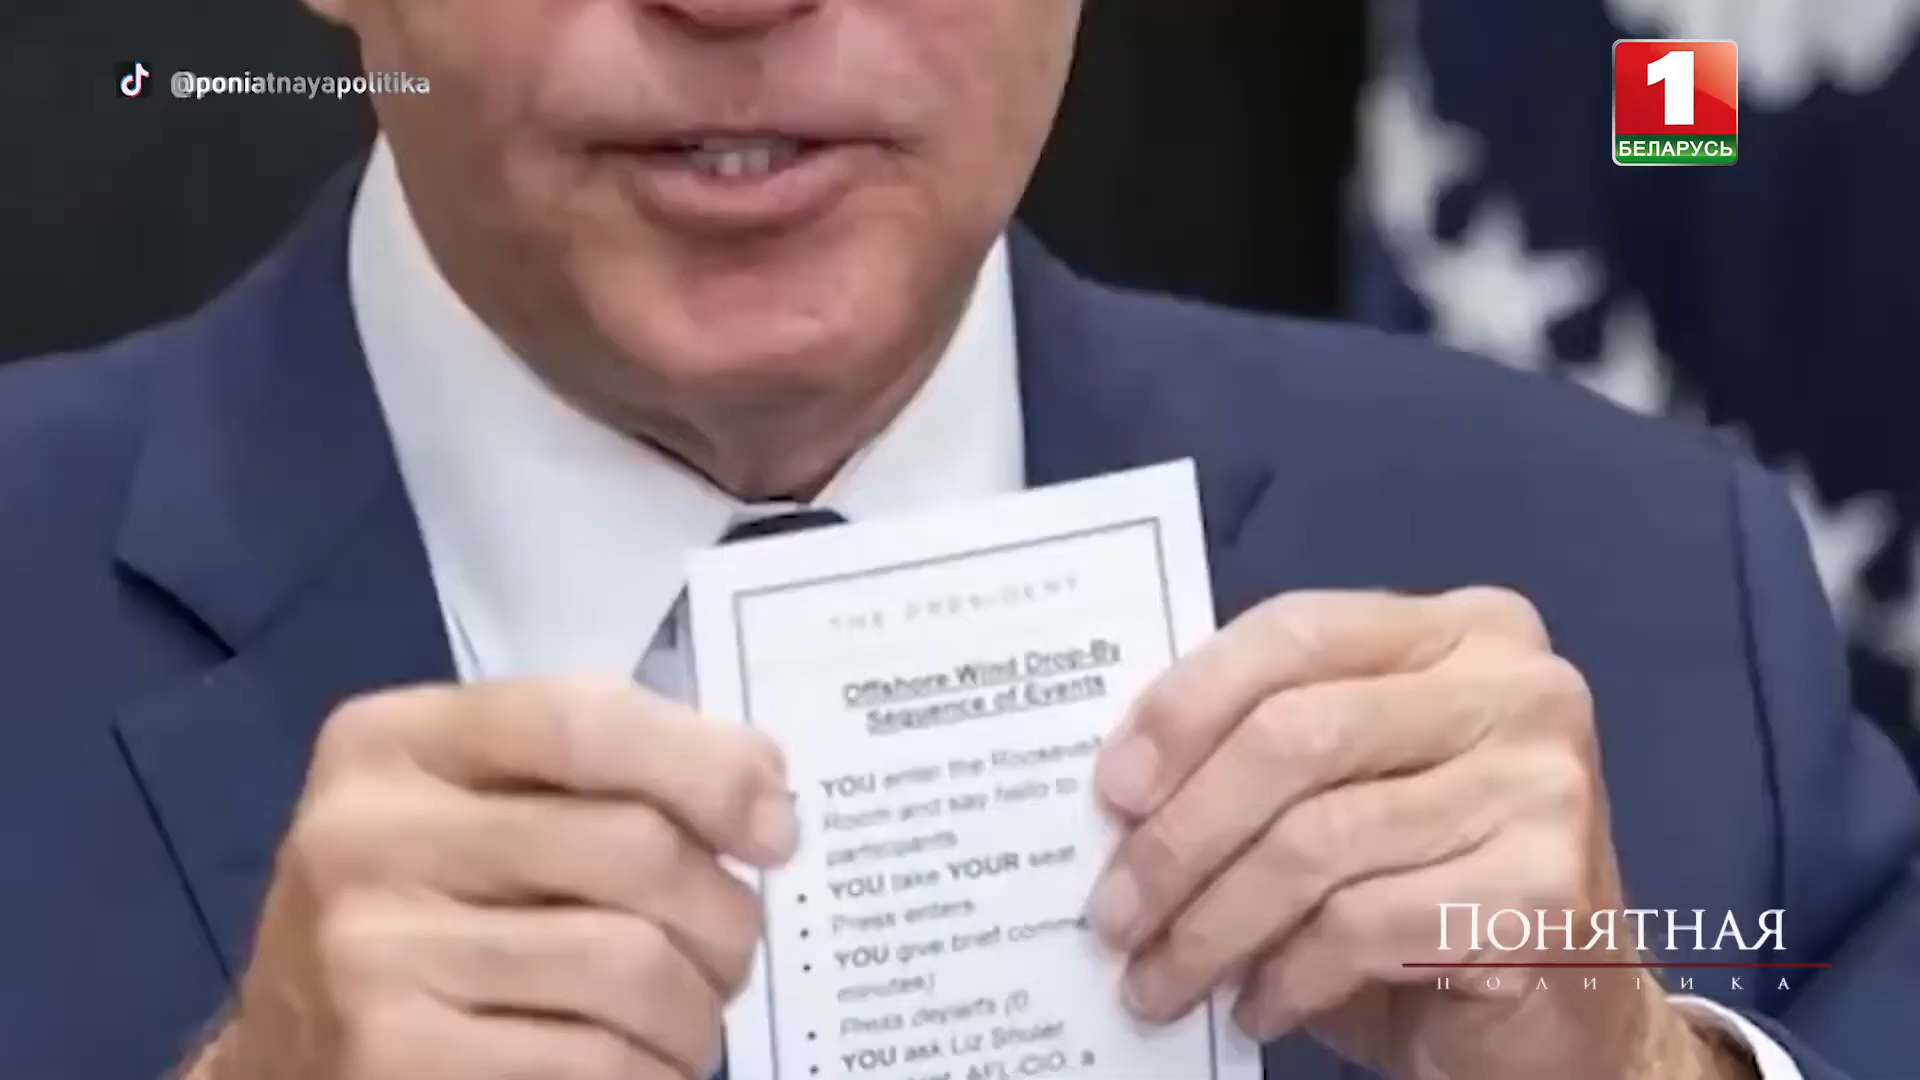 @poniatnayapolitika
1
БЕЛАРУСЬ
THE PRESIDENT
Offshore Wind Drop-By
Sequence of Events
YOU enter the Roosevelt
Room and say hello to
participants
• YOU take YOUR seat
• Press enters
• YOU give brief comme
minutes)
• Press departs (t)
• YOU ask Liz Shuler
AFL-CIO, a
ПОНЯТНАЯ
ПОЛИТИКА